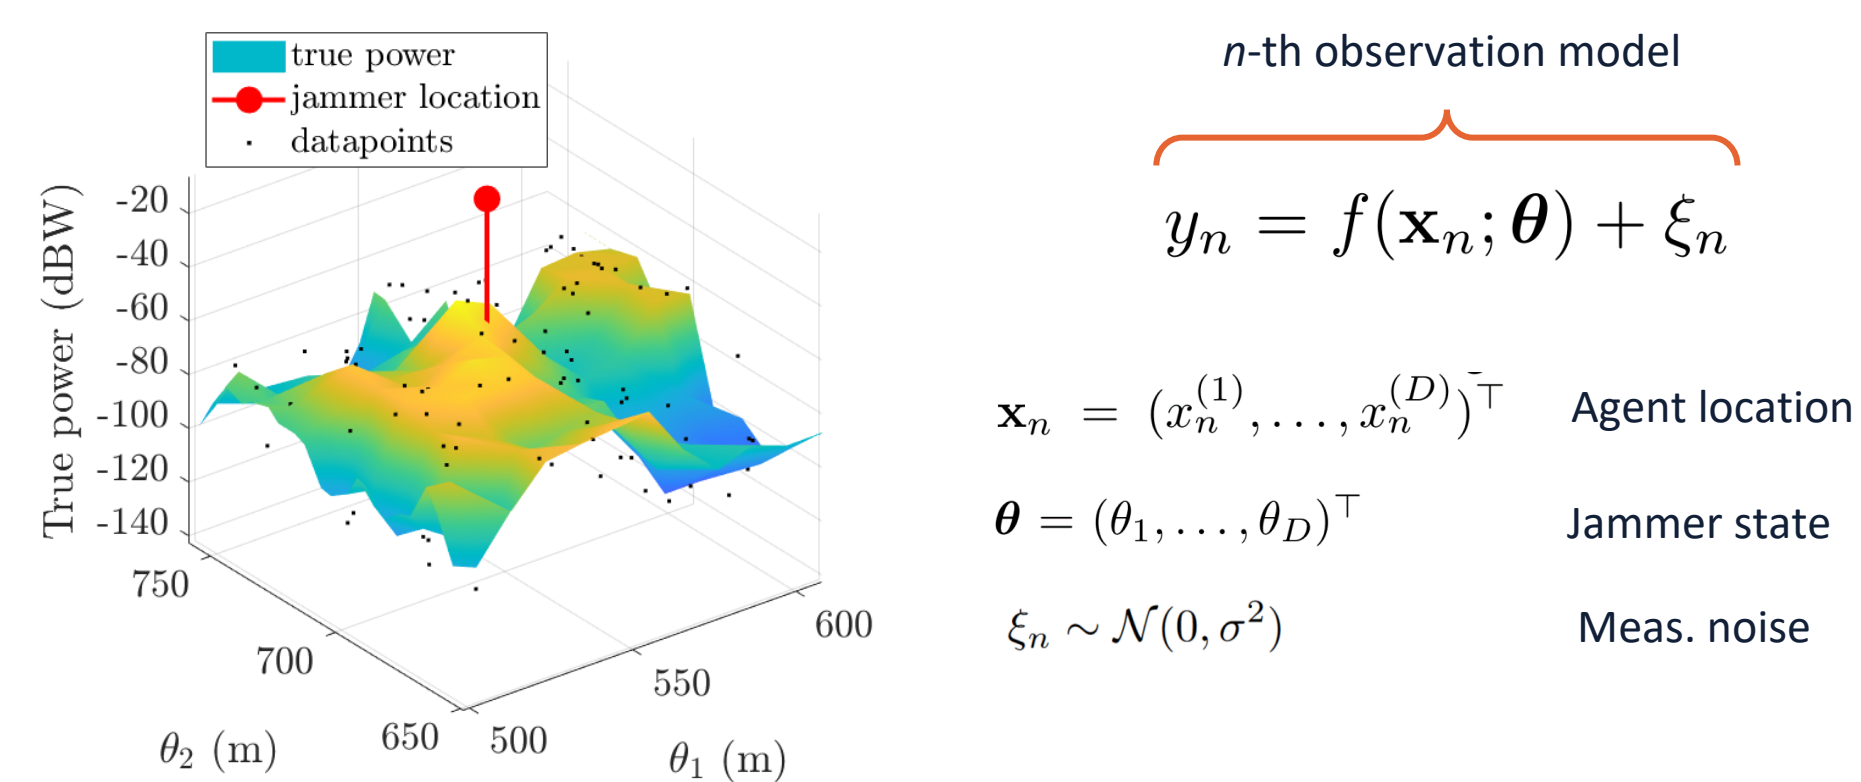 true power
jammer location
datapoints
True power (dBW)
-20
-40
-60
-80
-100
-120
-140
750
700
650
θ₂ (m)
500
550
600
θ₁ (m)
n-th observation model
yₙ = f(𝐱ₙ; 𝜽) + ξₙ
𝐱ₙ = (xₙ⁽¹⁾, . . . , xₙ⁽ᴰ⁾)⊤ Agent location
𝜽 = (θ₁, . . . , θ_D)⊤ Jammer state
ξₙ ∼ 𝒩(0, σ²) Meas. noise